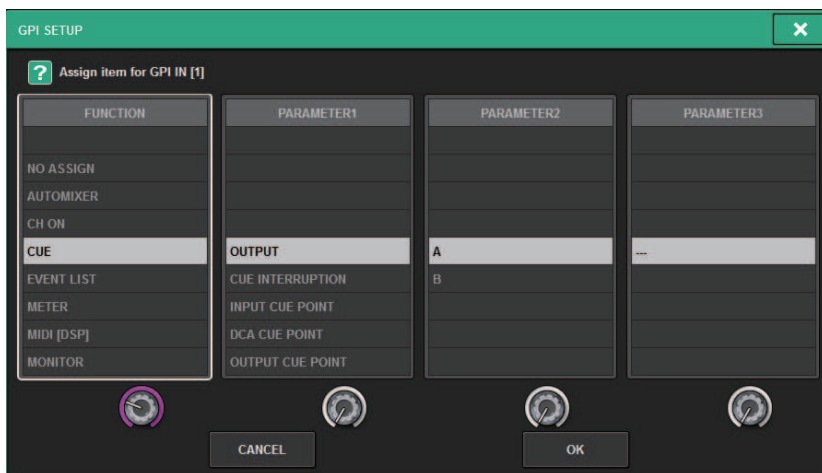 GPI SETUP
Assign item for GPI IN [1]
FUNCTION PARAMETER1 PARAMETER2 PARAMETER3
NO ASSIGN
AUTOMIXER
CH ON
CUE OUTPUT A ---
EVENT LIST CUE INTERRUPTION B
METER INPUT CUE POINT
MIDI [DSP] DCA CUE POINT
MONITOR OUTPUT CUE POINT
CANCEL OK